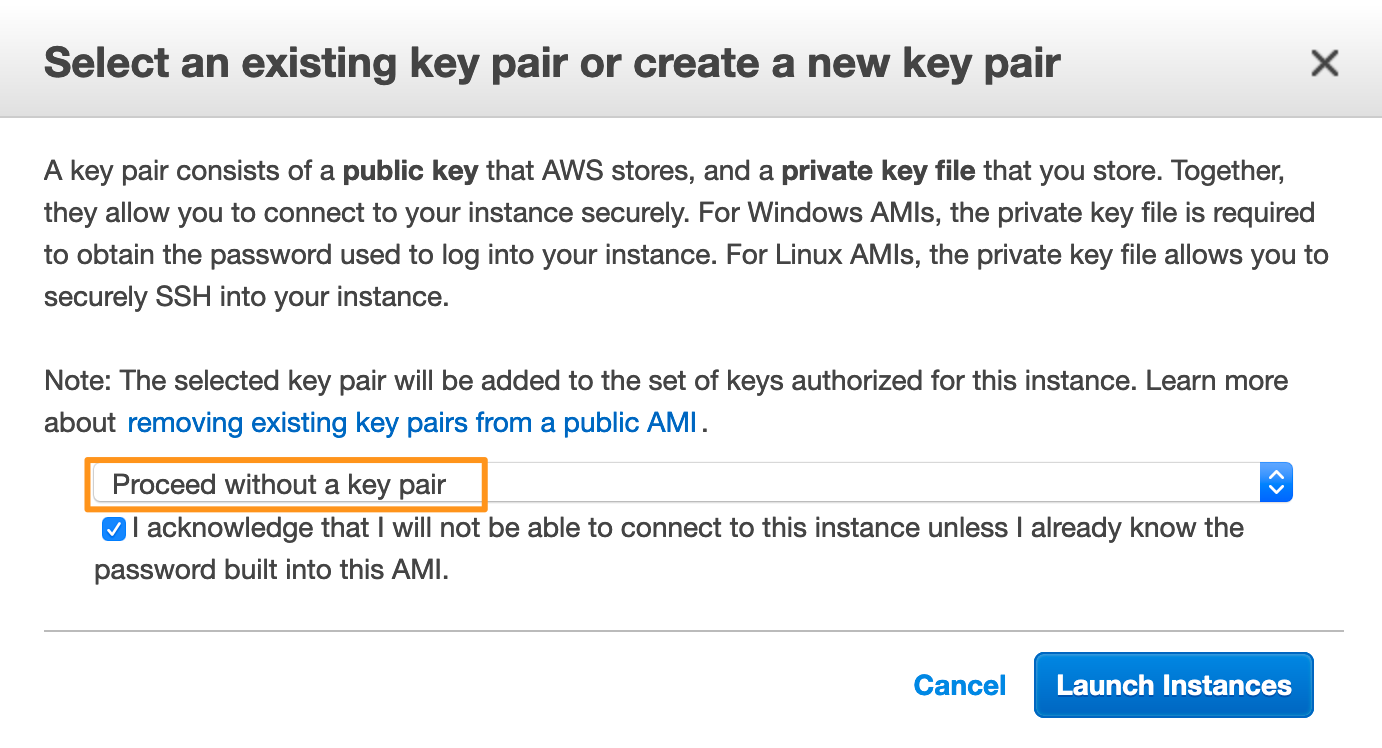 Select an existing key pair or create a new key pair
A key pair consists of a public key that AWS stores, and a private key file that you store. Together,
they allow you to connect to your instance securely. For Windows AMIs, the private key file is required
to obtain the password used to log into your instance. For Linux AMIs, the private key file allows you to
securely SSH into your instance.
Note: The selected key pair will be added to the set of keys authorized for this instance. Learn more
about removing existing key pairs from a public AMI .
Proceed without a key pair
I acknowledge that I will not be able to connect to this instance unless I already know the
password built into this AMI.
Cancel Launch Instances